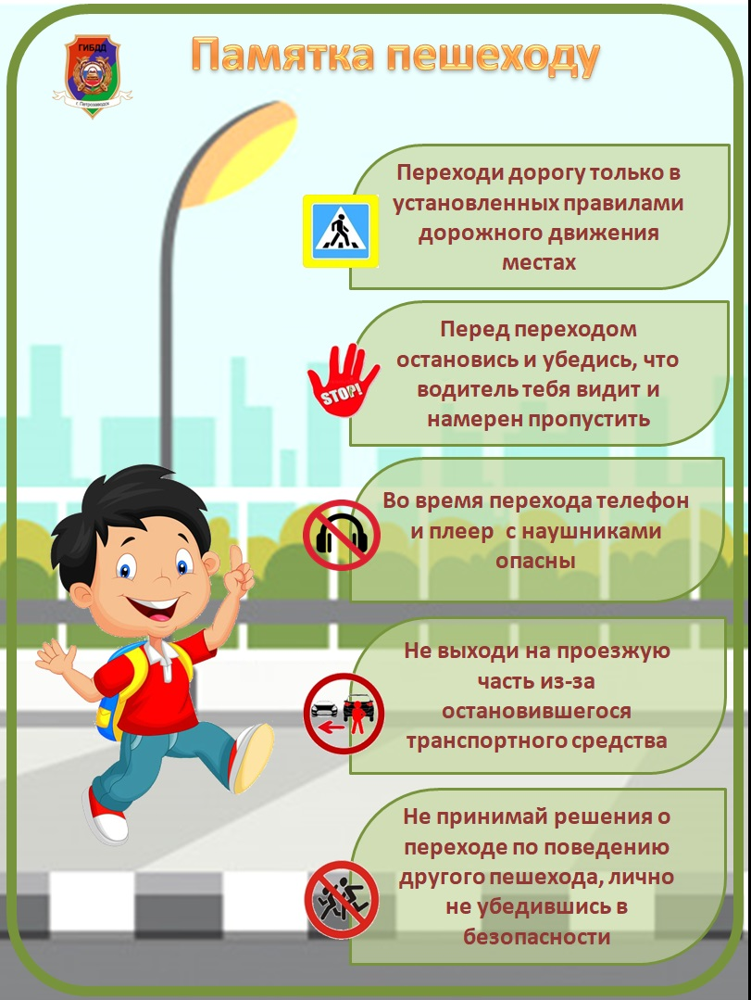 ГИБДД
г. Петрозаводск
Памятка пешеходу
Переходи дорогу только в
установленных правилами
дорожного движения
местах
STOP!
Перед переходом
остановись и убедись, что
водитель тебя видит и
намерен пропустить
Во время перехода телефон
и плеер с наушниками
опасны
Не выходи на проезжую
часть из-за
остановившегося
транспортного средства
Не принимай решения о
переходе по поведению
другого пешехода, лично
не убедившись в
безопасности